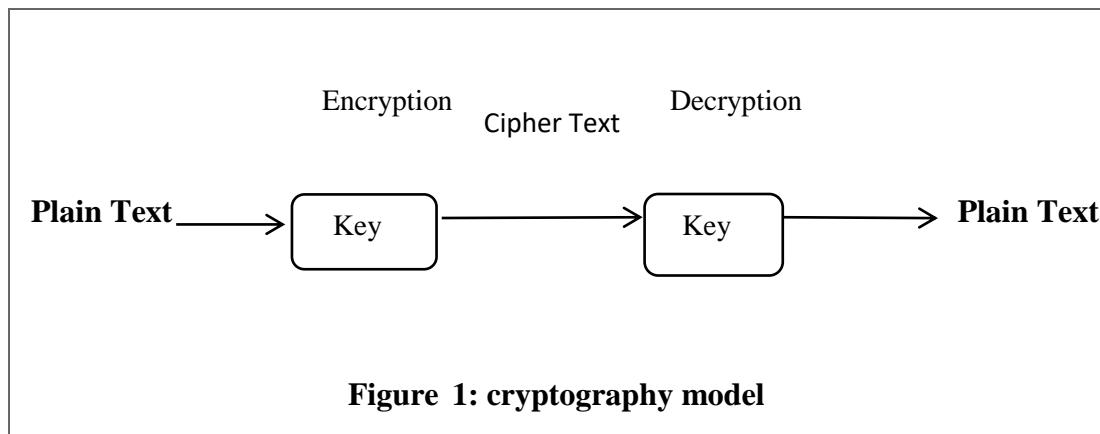 Encryption Decryption
Cipher Text
Plain Text Key Key Plain Text
Figure 1: cryptography model